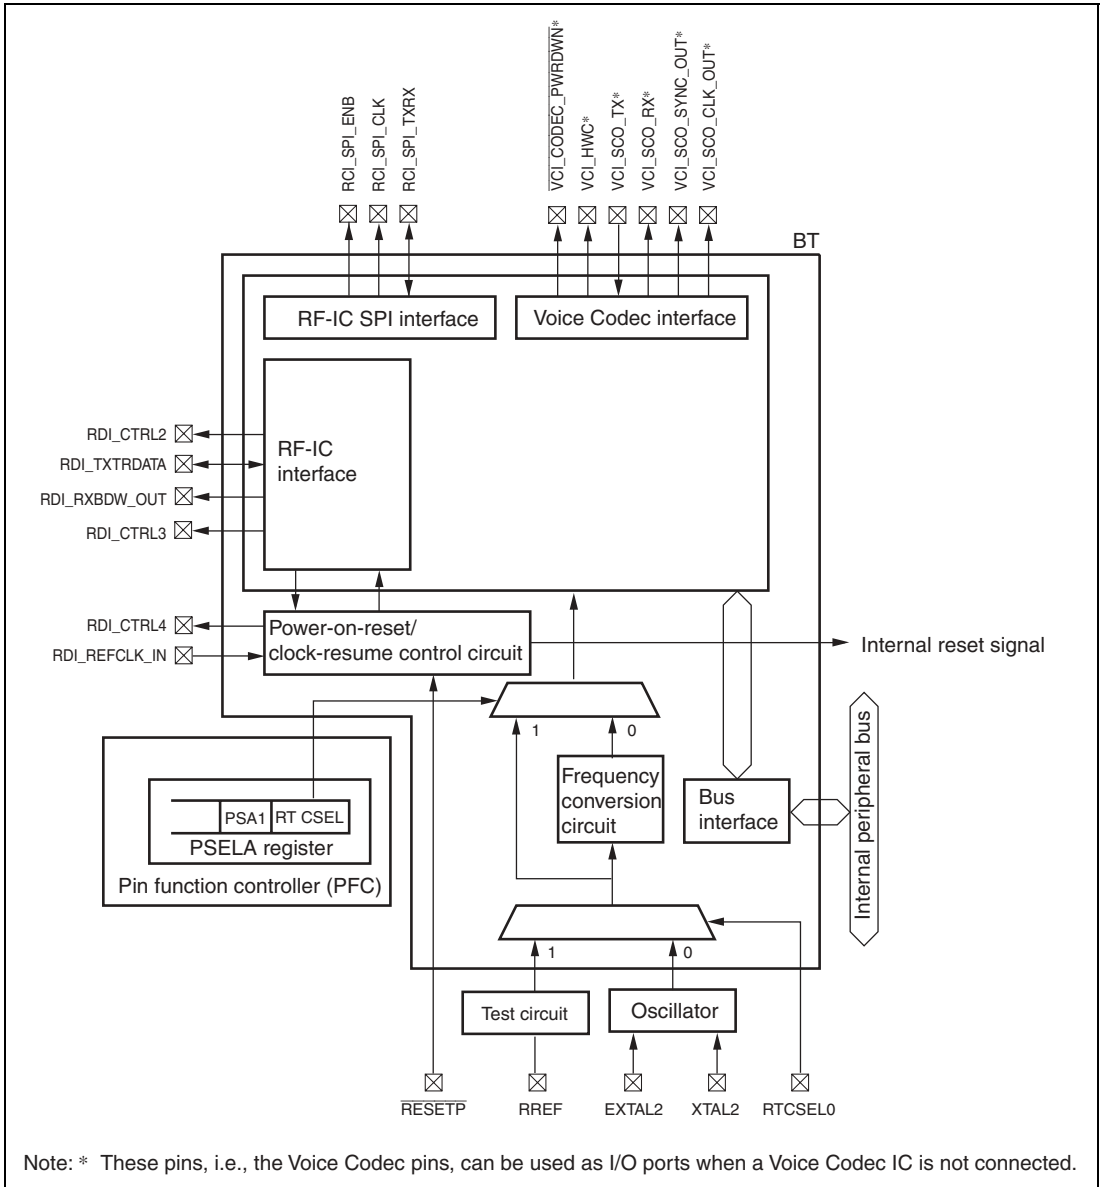 RCI_SPI_ENB
RCI_SPI_CLK
RCI_SPI_TXRX
VCI_CODEC_PWRDWN*
VCI_HWC*
VCI_SCO_TX*
VCI_SCO_RX*
VCI_SCO_SYNC_OUT*
VCI_SCO_CLK_OUT*
BT
RF-IC SPI interface
Voice Codec interface
RDI_CTRL2
RDI_TXTRDATA
RDI_RXBDW_OUT
RDI_CTRL3
RF-IC
interface
RDI_CTRL4
RDI_REFCLK_IN
Power-on-reset/
clock-resume control circuit
Internal reset signal
1
0
Frequency
conversion
circuit
Bus
interface
Internal peripheral bus
PSA1
RT CSEL
PSELA register
Pin function controller (PFC)
1
0
Test circuit
Oscillator
RESETP
RREF
EXTAL2
XTAL2
RTCSEL0
Note: * These pins, i.e., the Voice Codec pins, can be used as I/O ports when a Voice Codec IC is not connected.